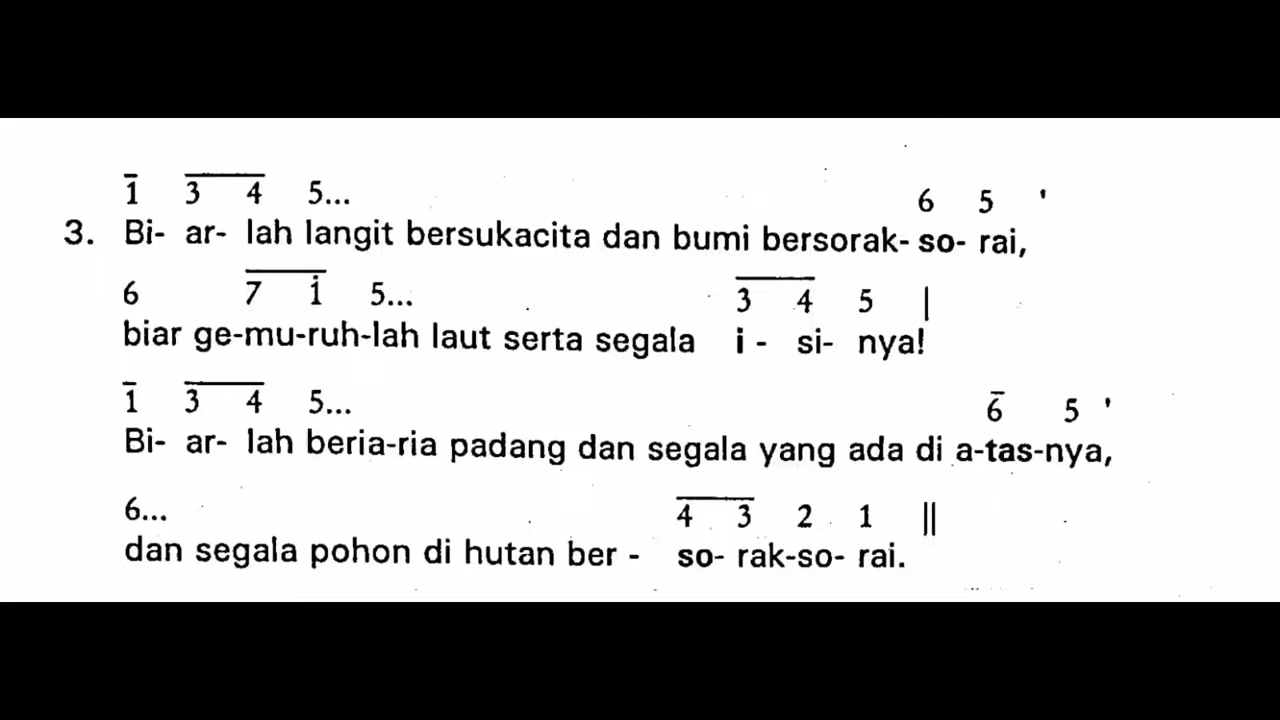 1̄ 3̅ ̅4̅ 5... 6 5 '
3. Bi- ar- lah langit bersukacita dan bumi bersorak- so- rai,
6 7̅ ̅i̅ 5... 3̅ ̅4̅ 5 |
biar ge-mu-ruh-lah laut serta segala i - si- nya!
1̄ 3̅ ̅4̅ 5... 6̄ 5 '
Bi- ar- lah beria-ria padang dan segala yang ada di a-tas-nya,
6... 4̅ ̅3̅ 2 1 ||
dan segala pohon di hutan ber - so- rak-so- rai.